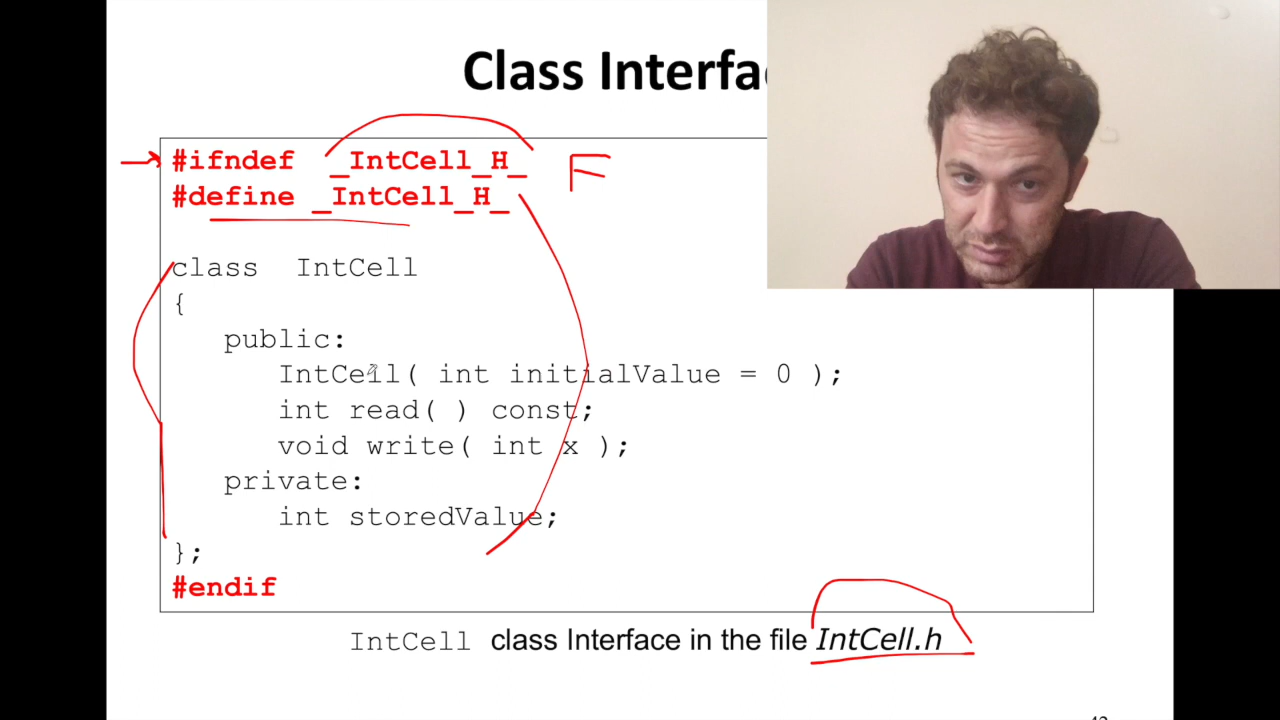 Class Interfa
#ifndef _IntCell_H_ F
#define _IntCell_H_
class IntCell
{
public:
IntCell( int initialValue = 0 );
int read( ) const;
void write( int x );
private:
int storedValue;
};
#endif
IntCell class Interface in the file IntCell.h